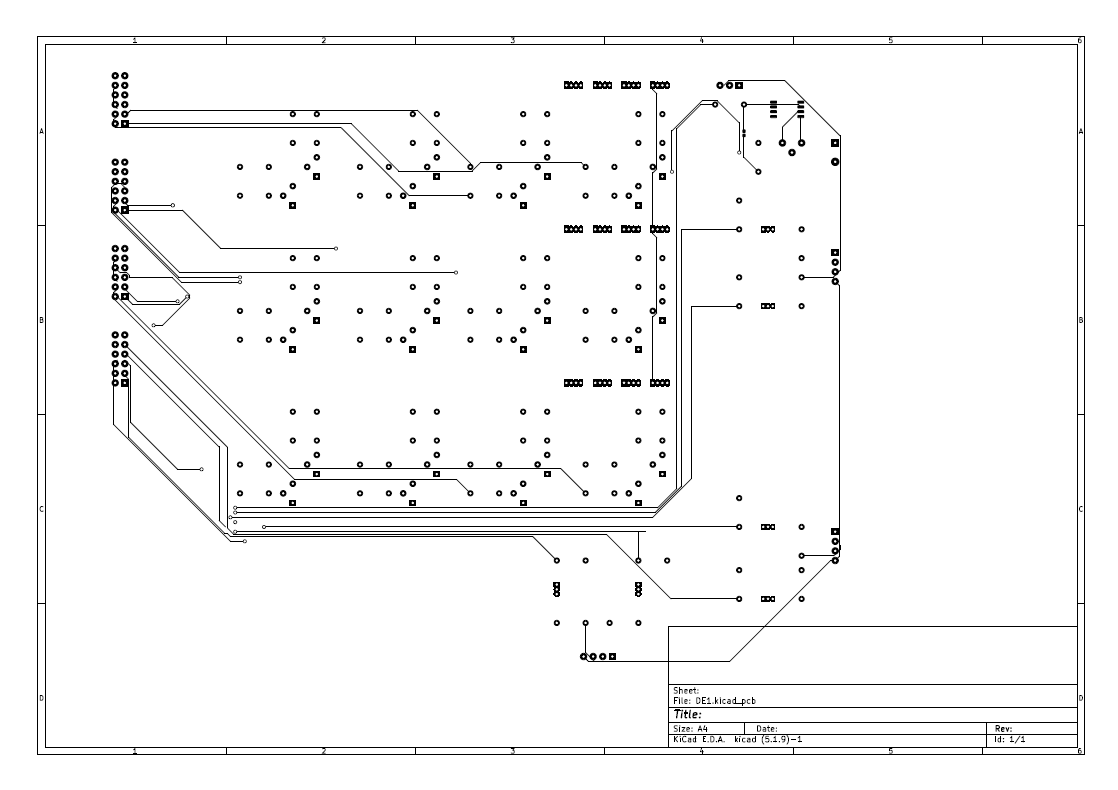 1 2 3 4 5 6
A A
B B
C C
D D
Sheet:
File: DE1.kicad_pcb
Title:
Size: A4 Date: Rev:
KiCad E.D.A. kicad (5.1.9)-1 Id: 1/1
1 2 3 4 5 6